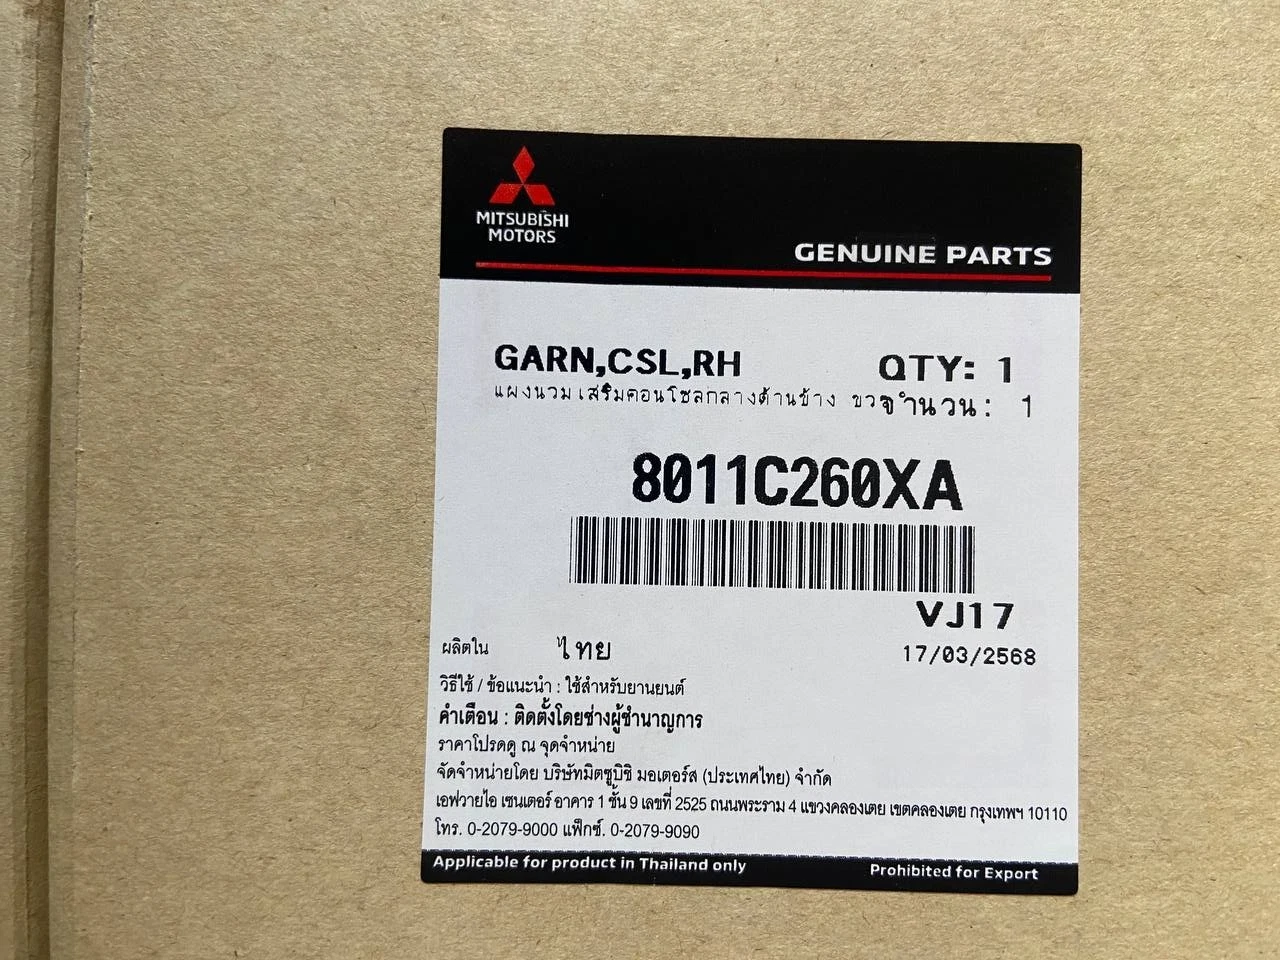 MITSUBISHI
MOTORS
GENUINE PARTS
GARN,CSL,RH
QTY: 1
แผงนวมเสริมคอนโซลกลางด้านข้าง ขว
จำนวน: 1
8011C260XA
VJ17
ผลิตใน ไทย
17/03/2568
วิธีใช้ / ข้อแนะนำ : ใช้สำหรับยานยนต์
คำเตือน : ติดตั้งโดยช่างผู้ชำนาญการ
ราคาโปรดดู ณ จุดจำหน่าย
จัดจำหน่ายโดย บริษัทมิตซูบิชิ มอเตอร์ส (ประเทศไทย) จำกัด
เอฟวายไอ เซนเตอร์ อาคาร 1 ชั้น 9 เลขที่ 2525 ถนนพระราม 4 แขวงคลองเตย เขตคลองเตย กรุงเทพฯ 10110
โทร. 0-2079-9000 แฟ็กซ์. 0-2079-9090
Applicable for product in Thailand only
Prohibited for Export